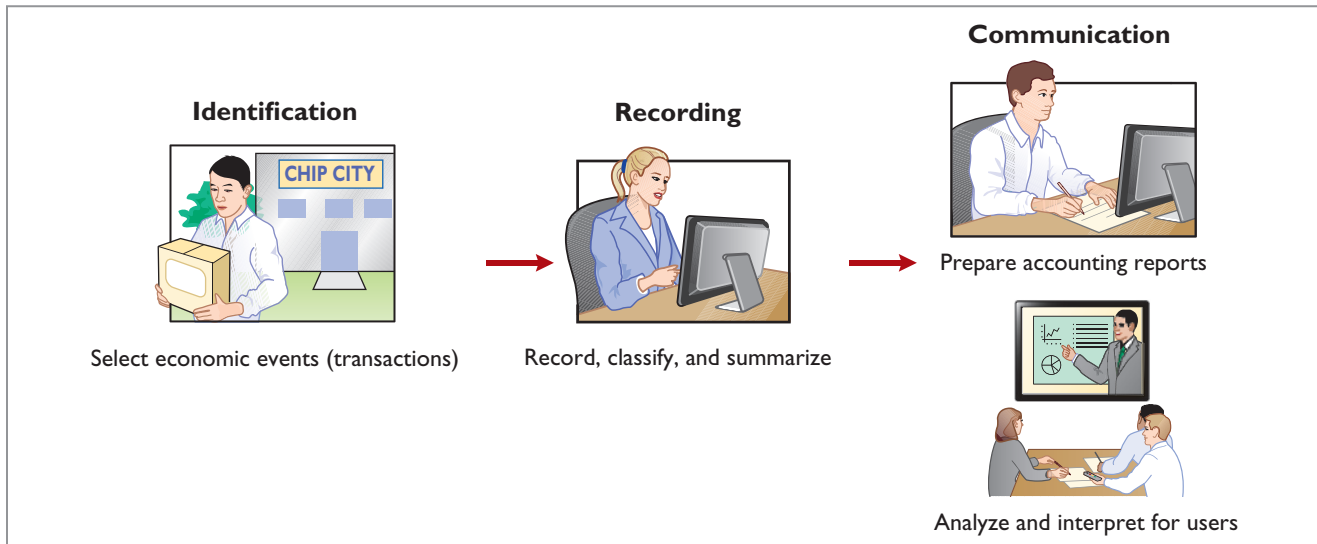 Identification
CHIP CITY
Select economic events (transactions)
Recording
Record, classify, and summarize
Communication
Prepare accounting reports
Analyze and interpret for users